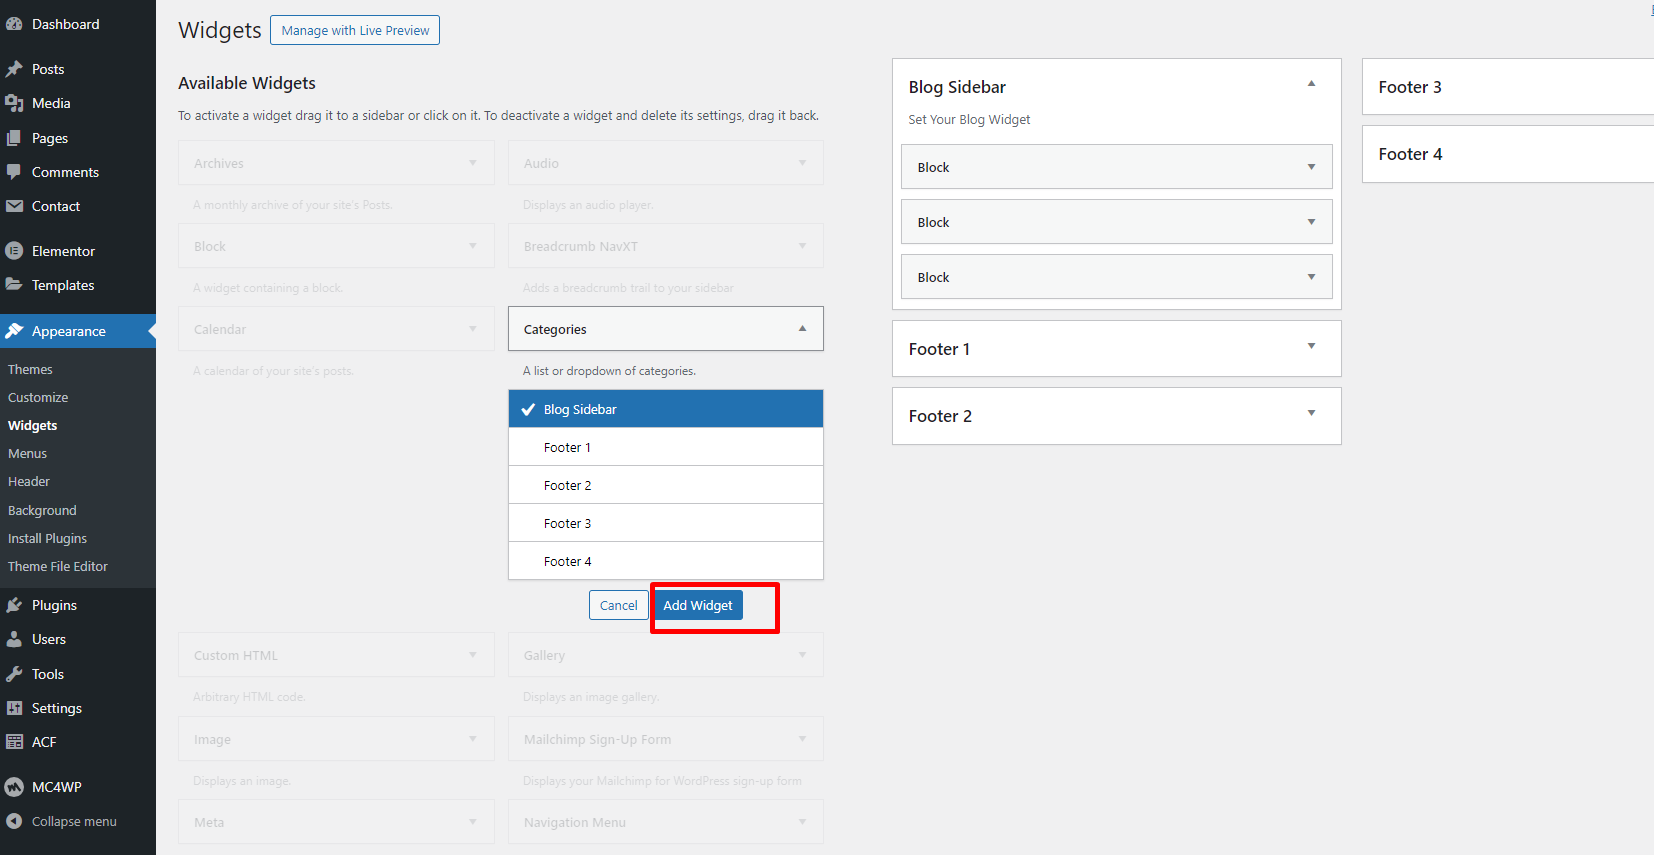 Dashboard
Posts
Media
Pages
Comments
Contact
Elementor
Templates
Appearance
Themes
Customize
Widgets
Menus
Header
Background
Install Plugins
Theme File Editor
Plugins
Users
Tools
Settings
ACF
MC4WP
Collapse menu
Widgets
Manage with Live Preview
Available Widgets
To activate a widget drag it to a sidebar or click on it. To deactivate a widget and delete its settings, drag it back.
Archives
A monthly archive of your site's Posts.
Audio
Displays an audio player.
Block
A widget containing a block.
Breadcrumb NavXT
Adds a breadcrumb trail to your sidebar
Calendar
A calendar of your site's posts.
Categories
A list or dropdown of categories.
Blog Sidebar
Footer 1
Footer 2
Footer 3
Footer 4
Cancel
Add Widget
Custom HTML
Arbitrary HTML code.
Gallery
Displays an image gallery.
Image
Displays an image.
Mailchimp Sign-Up Form
Displays your Mailchimp for WordPress sign-up form
Meta
Navigation Menu
Blog Sidebar
Set Your Blog Widget
Block
Block
Block
Footer 1
Footer 2
Footer 3
Footer 4